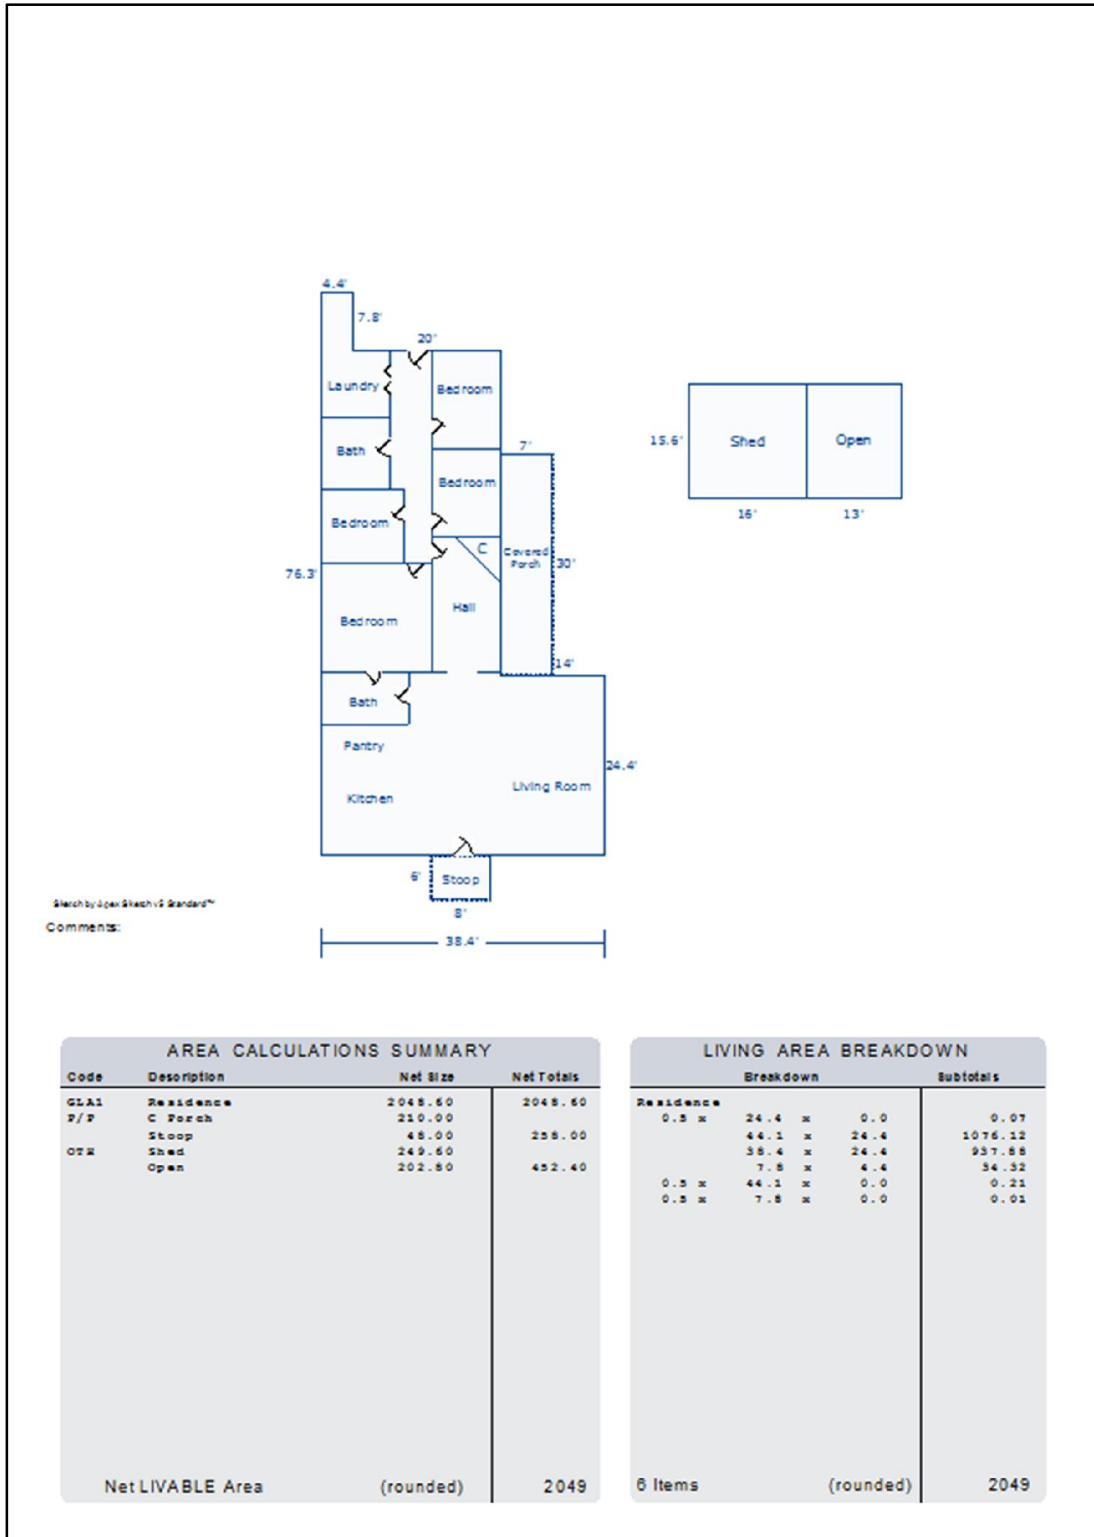 4.4'
7.8'
20'
Laundry
Bedroom
Bath
7'
Bedroom
Bedroom
C
Covered
Porch
30'
76.3'
Hall
Bedroom
14'
Bath
Pantry
24.4'
Living Room
Kitchen
6'
Stoop
8'
38.4'
15.6'
Shed
Open
16'
13'
Sketch by Apex Sketch v5 Standard™
Comments:
AREA CALCULATIONS SUMMARY
Code Description Net Size Net Totals
GLA1 Residence 2048.60 2048.60
P/P C Porch 210.00
Stoop 48.00 258.00
OTH Shed 249.60
Open 202.80 452.40
Net LIVABLE Area (rounded) 2049
LIVING AREA BREAKDOWN
Breakdown Subtotals
Residence
0.5 x 24.4 x 0.0 0.07
44.1 x 24.4 1076.12
38.4 x 24.4 937.88
7.8 x 4.4 34.32
0.5 x 44.1 x 0.0 0.21
0.5 x 7.8 x 0.0 0.01
6 Items (rounded) 2049